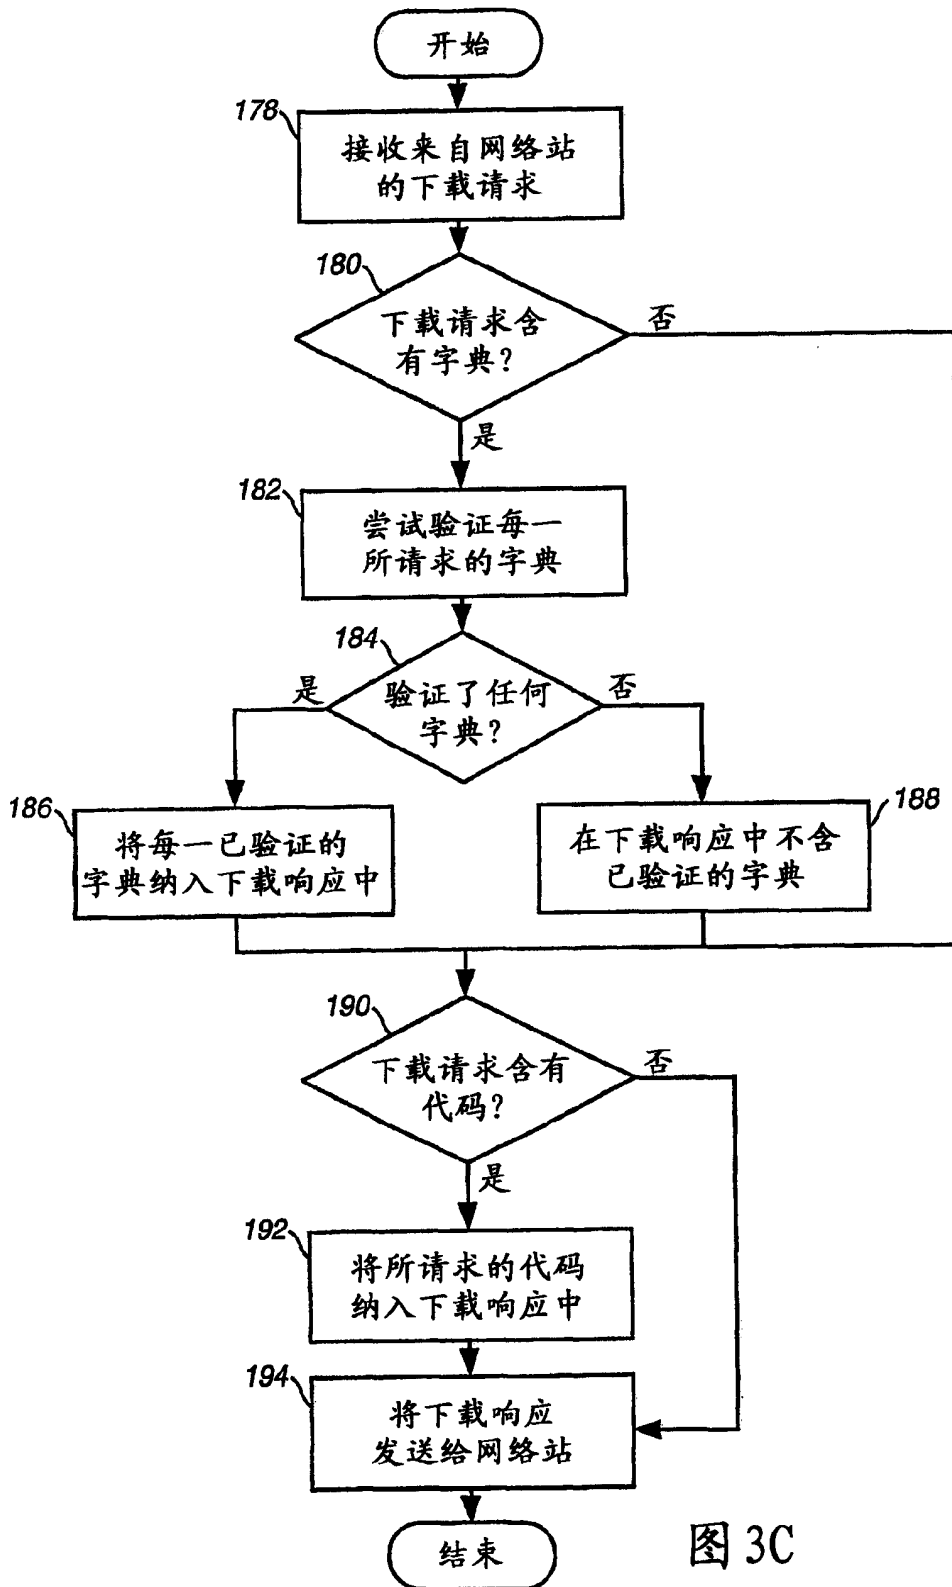 开始
178
接收来自网络站
的下载请求
180
下载请求含
有字典?
否
是
182
尝试验证每一
所请求的字典
184
验证了任何
字典?
是
否
186
将每一已验证的
字典纳入下载响应中
188
在下载响应中不含
已验证的字典
190
下载请求含有
代码?
否
是
192
将所请求的代码
纳入下载响应中
194
将下载响应
发送给网络站
结束
图 3C